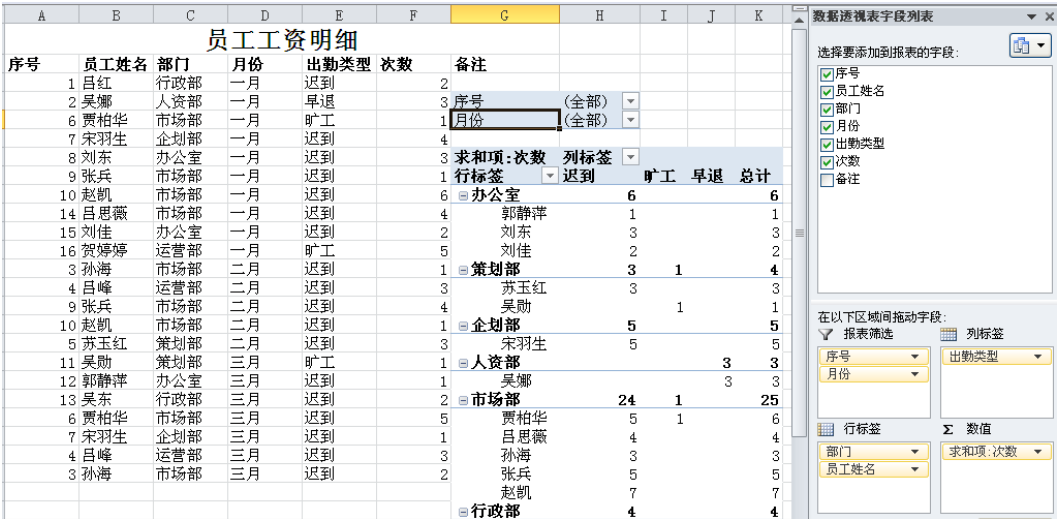 A B C D E F G H I J K
员工工资明细
序号 员工姓名 部门 月份 出勤类型 次数 备注
1 吕红 行政部 一月 迟到 2
2 吴娜 人资部 一月 早退 3 序号 (全部)
6 贾柏华 市场部 一月 旷工 1 月份 (全部)
7 宋羽生 企划部 一月 迟到 4
8 刘东 办公室 一月 迟到 3 求和项:次数 列标签
9 张兵 市场部 一月 迟到 1 行标签 迟到 旷工 早退 总计
10 赵凯 市场部 一月 迟到 6 办公室 6 6
14 吕思薇 市场部 一月 迟到 4 郭静萍 1 1
15 刘佳 办公室 一月 迟到 2 刘东 3 3
16 贺婷婷 运营部 一月 旷工 5 刘佳 2 2
3 孙海 市场部 二月 迟到 1 策划部 3 1 4
4 吕峰 运营部 二月 迟到 3 苏玉红 3 3
9 张兵 市场部 二月 迟到 4 吴勋 1 1
10 赵凯 市场部 二月 迟到 1 企划部 5 5
5 苏玉红 策划部 二月 迟到 3 宋羽生 5 5
11 吴勋 策划部 三月 旷工 1 人资部 3 3
12 郭静萍 办公室 三月 迟到 1 吴娜 3 3
13 吴东 行政部 三月 迟到 2 市场部 24 1 25
6 贾柏华 市场部 三月 迟到 5 贾柏华 5 1 6
7 宋羽生 企划部 三月 迟到 1 吕思薇 4 4
4 吕峰 运营部 三月 迟到 3 孙海 3 3
3 孙海 市场部 三月 迟到 2 张兵 5 5
赵凯 7 7
行政部 4 4
数据透视表字段列表
选择要添加到报表的字段:
序号
员工姓名
部门
月份
出勤类型
次数
备注
在以下区域间拖动字段:
报表筛选 列标签
序号 出勤类型
月份
行标签 Σ 数值
部门 求和项:次数
员工姓名